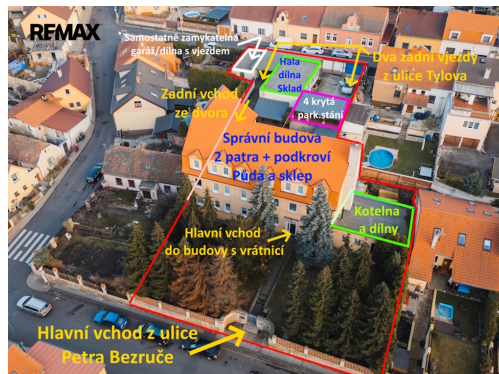 RE/MAX
Samostatně zamykatelná
garáž/dílna s vjezdem
Hala
dílna
Sklad
Dva zadní vjezdy
z ulice Tylova
Zadní vchod
ze dvora
4 krytá
park.stání
Správní budova
2 patra + podkroví
Půda a sklep
Kotelna
a dílny
Hlavní vchod
do budovy s vrátnicí
Hlavní vchod z ulice
Petra Bezruče